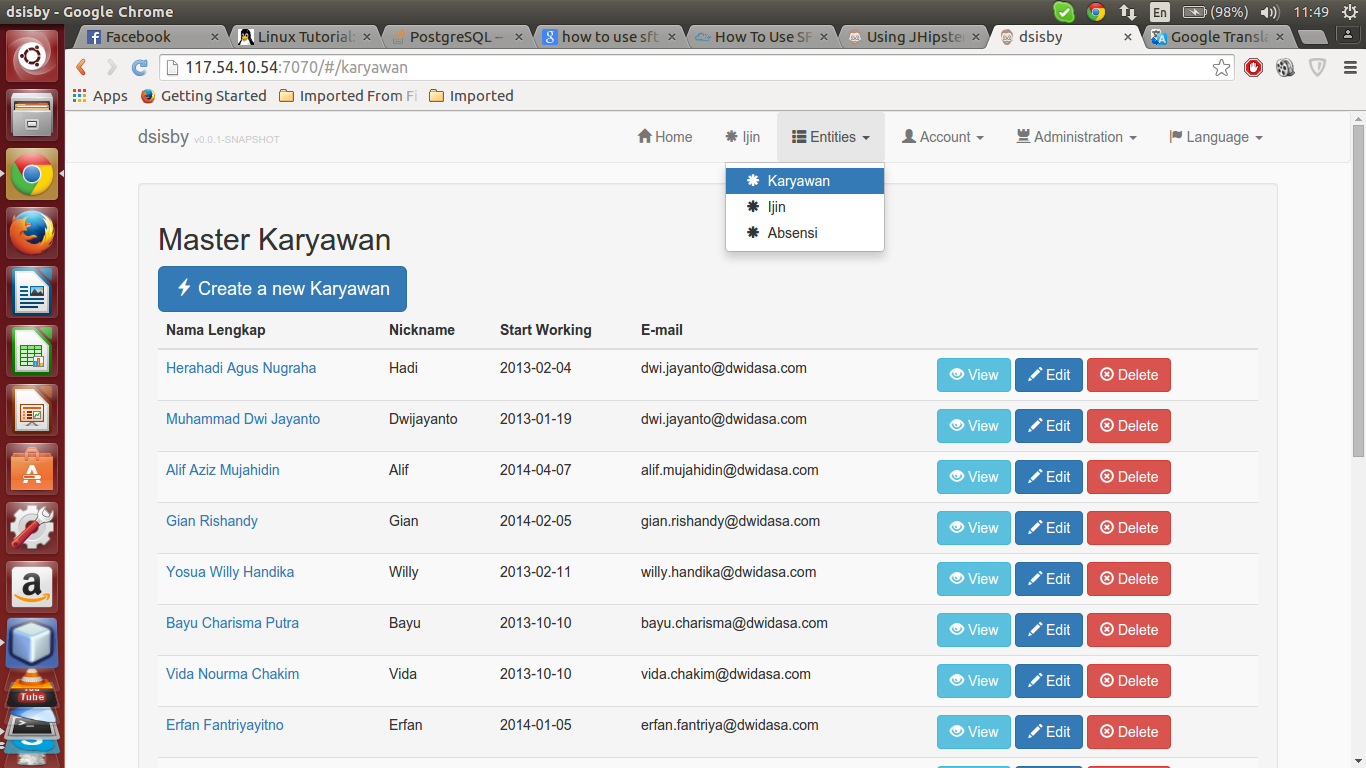 dsisby - Google Chrome En (98%) 11:49
Facebook Linux Tutorial: PostgreSQL – how to use sft How To Use SF Using JHipster dsisby Google Transla
117.54.10.54:7070/#/karyawan
Apps Getting Started Imported From Fi Imported
dsisby v0.0.1-SNAPSHOT Home Ijin Entities Account Administration Language
Karyawan
Ijin
Absensi
Master Karyawan
Create a new Karyawan
Nama Lengkap Nickname Start Working E-mail
Herahadi Agus Nugraha Hadi 2013-02-04 dwi.jayanto@dwidasa.com View Edit Delete
Muhammad Dwi Jayanto Dwijayanto 2013-01-19 dwi.jayanto@dwidasa.com View Edit Delete
Alif Aziz Mujahidin Alif 2014-04-07 alif.mujahidin@dwidasa.com View Edit Delete
Gian Rishandy Gian 2014-02-05 gian.rishandy@dwidasa.com View Edit Delete
Yosua Willy Handika Willy 2013-02-11 willy.handika@dwidasa.com View Edit Delete
Bayu Charisma Putra Bayu 2013-10-10 bayu.charisma@dwidasa.com View Edit Delete
Vida Nourma Chakim Vida 2013-10-10 vida.chakim@dwidasa.com View Edit Delete
Erfan Fantriyayitno Erfan 2014-01-05 erfan.fantriya@dwidasa.com View Edit Delete
Tube